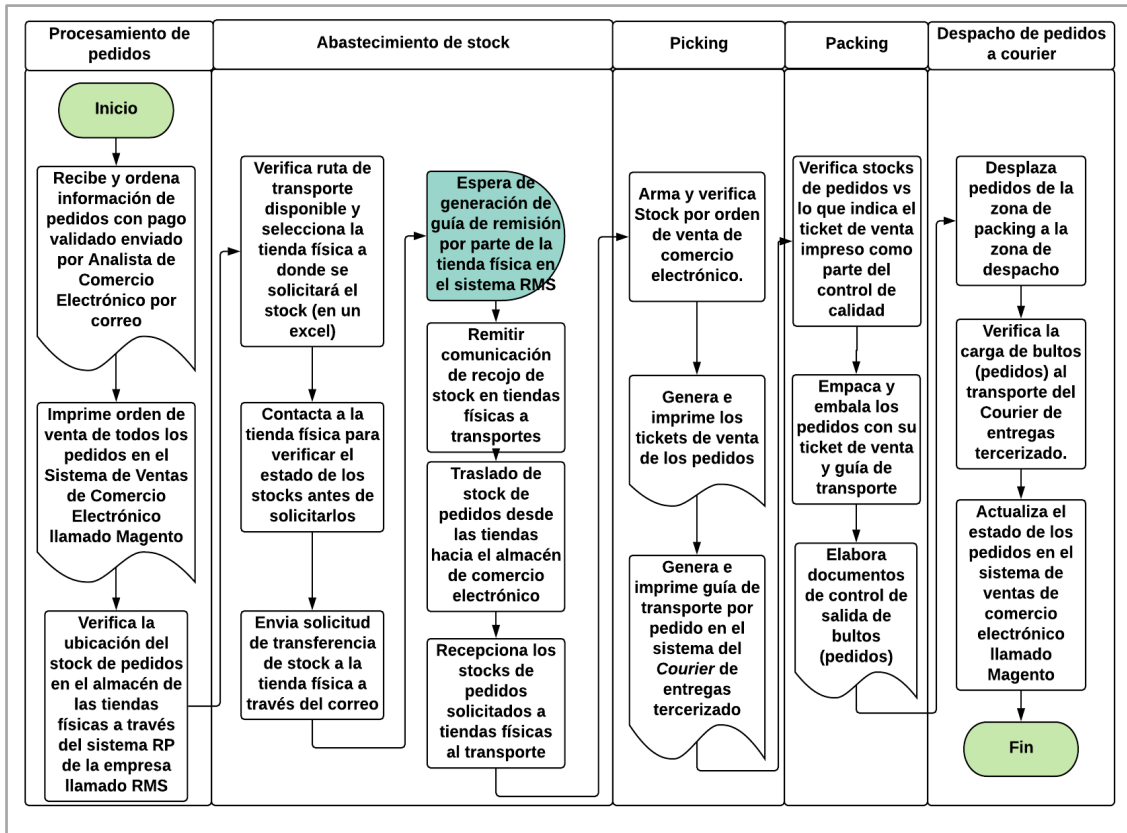 Procesamiento de
pedidos
Abastecimiento de stock
Picking
Packing
Despacho de pedidos
a courier
Inicio
Recibe y ordena
información de
pedidos con pago
validado enviado
por Analista de
Comercio
Electrónico por
correo
Imprime orden de
venta de todos los
pedidos en el
Sistema de Ventas
de Comercio
Electrónico
llamado Magento
Verifica la
ubicación del
stock de pedidos
en el almacén de
las tiendas
físicas a través
del sistema RP
de la empresa
llamado RMS
Verifica ruta de
transporte
disponible y
selecciona la
tienda física a
donde se
solicitará el
stock (en un
excel)
Contacta a la
tienda física para
verificar el
estado de los
stocks antes de
solicitarlos
Envia solicitud
de transferencia
de stock a la
tienda física a
través del correo
Espera de
generación de
guía de remisión
por parte de la
tienda física en
el sistema RMS
Remitir
comunicación
de recojo de
stock en tiendas
físicas a
transportes
Traslado de
stock de
pedidos desde
las tiendas
hacia el almacén
de comercio
electrónico
Recepciona los
stocks de
pedidos
solicitados a
tiendas físicas
al transporte
Arma y verifica
Stock por orden
de venta de
comercio
electrónico.
Genera e
imprime los
tickets de venta
de los pedidos
Genera e
imprime guía de
transporte por
pedido en el
sistema del
Courier de
entregas
tercerizado
Verifica stocks
de pedidos vs
lo que indica el
ticket de venta
impreso como
parte del
control de
calidad
Empaca y
embala los
pedidos con su
ticket de venta
y guía de
transporte
Elabora
documentos
de control de
salida de
bultos
(pedidos)
Desplaza
pedidos de la
zona de
packing a la
zona de
despacho
Verifica la
carga de bultos
(pedidos) al
transporte del
Courier de
entregas
tercerizado.
Actualiza el
estado de los
pedidos en el
sistema de
ventas de
comercio
electrónico
llamado
Magento
Fin